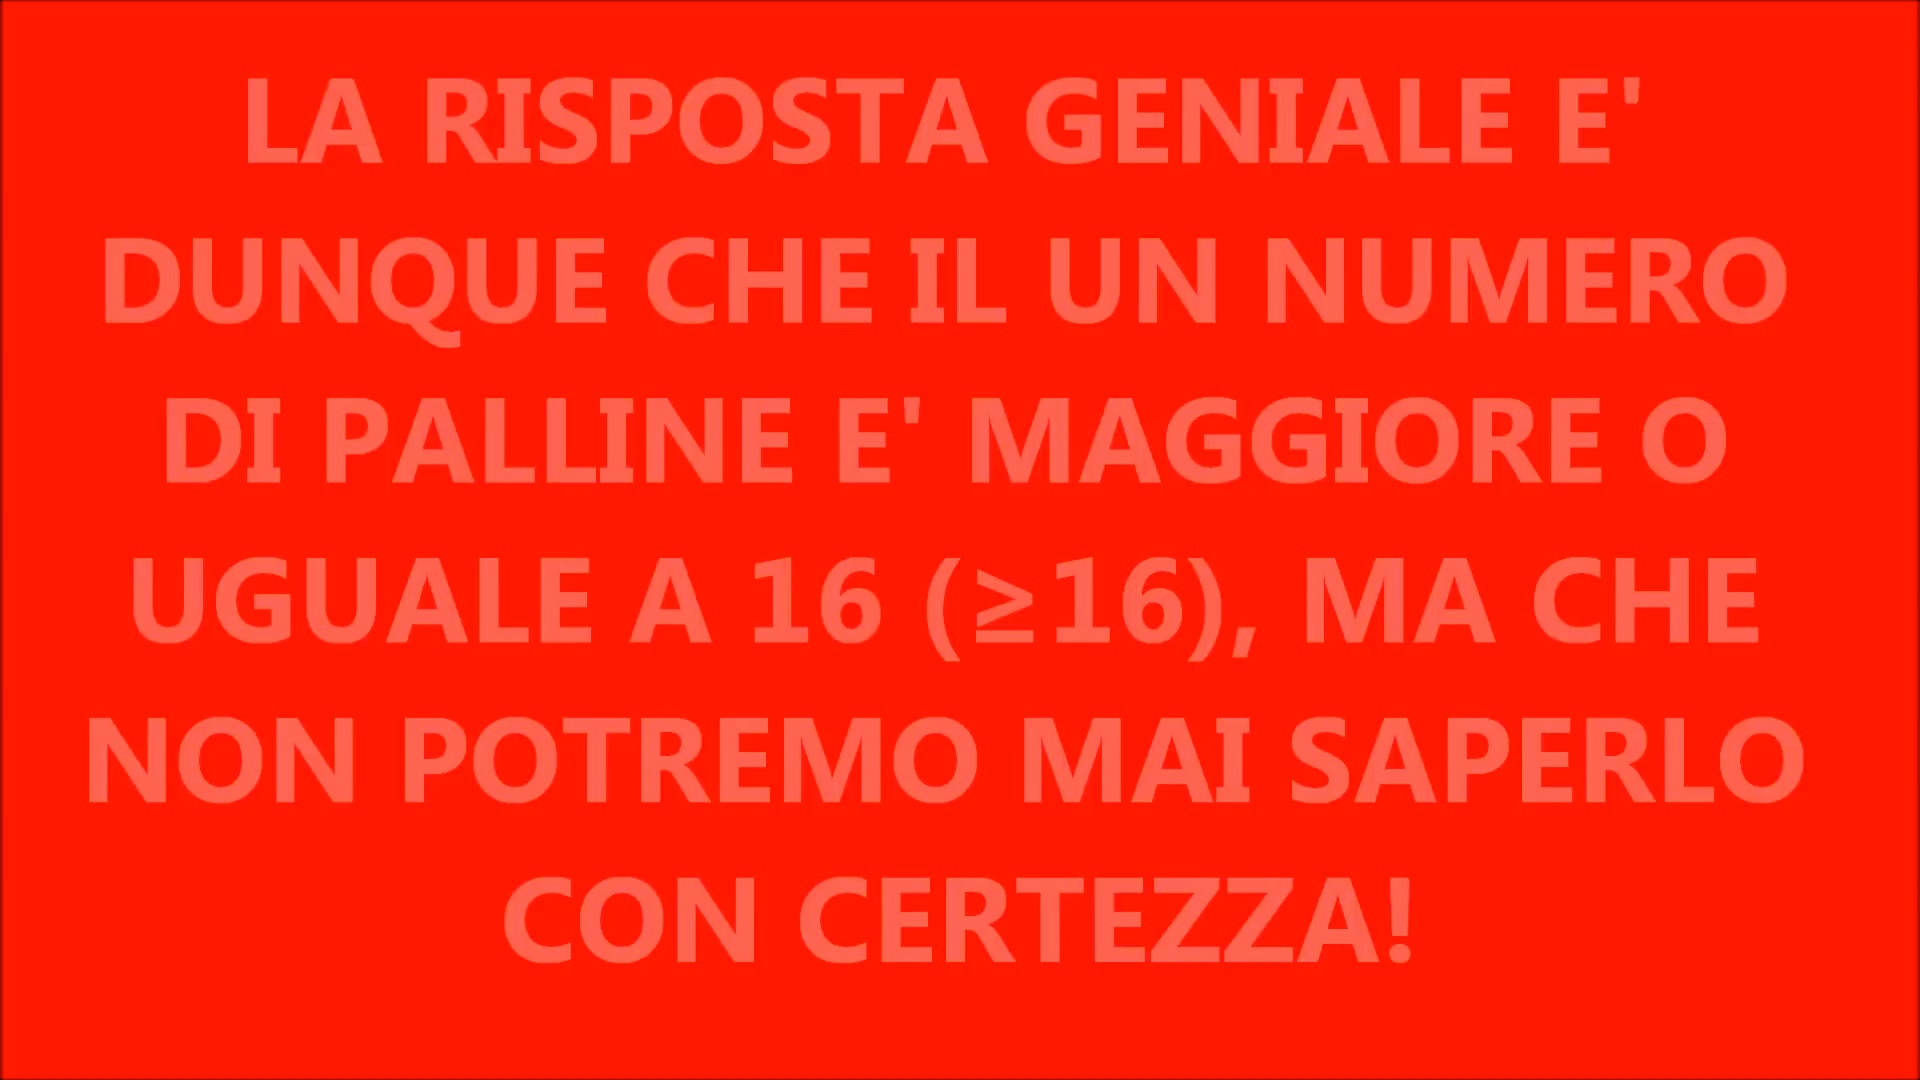 LA RISPOSTA GENIALE E'
DUNQUE CHE IL UN NUMERO
DI PALLINE E' MAGGIORE O
UGUALE A 16 (≥16), MA CHE
NON POTREMO MAI SAPERLO
CON CERTEZZA!